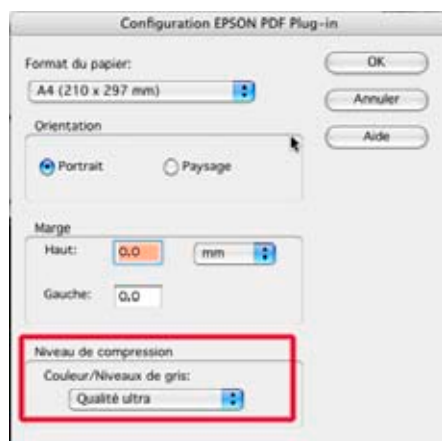 Configuration EPSON PDF Plug-in
Format du papier:
A4 (210 x 297 mm)
OK
Annuler
Aide
Orientation
Portrait
Paysage
Marge
Haut:
0,0
mm
Gauche:
0,0
Niveau de compression
Couleur/Niveaux de gris:
Qualité ultra